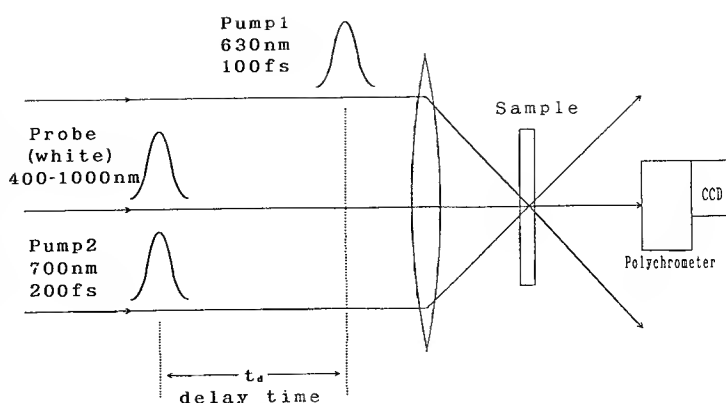 Pump1
630nm
100fs
Sample
Probe
(white)
400-1000nm
CCD
Pump2
700nm
200fs
Polychrometer
td
delay time